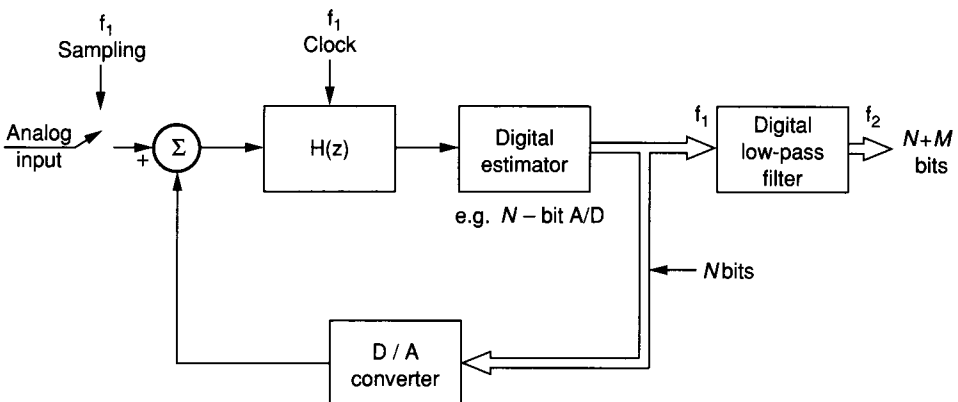 f1
Sampling
f1
Clock
Analog
input
+
Σ
H(z)
Digital
estimator
e.g. N – bit A/D
f1
Digital
low-pass
filter
f2
N+M
bits
N bits
D / A
converter